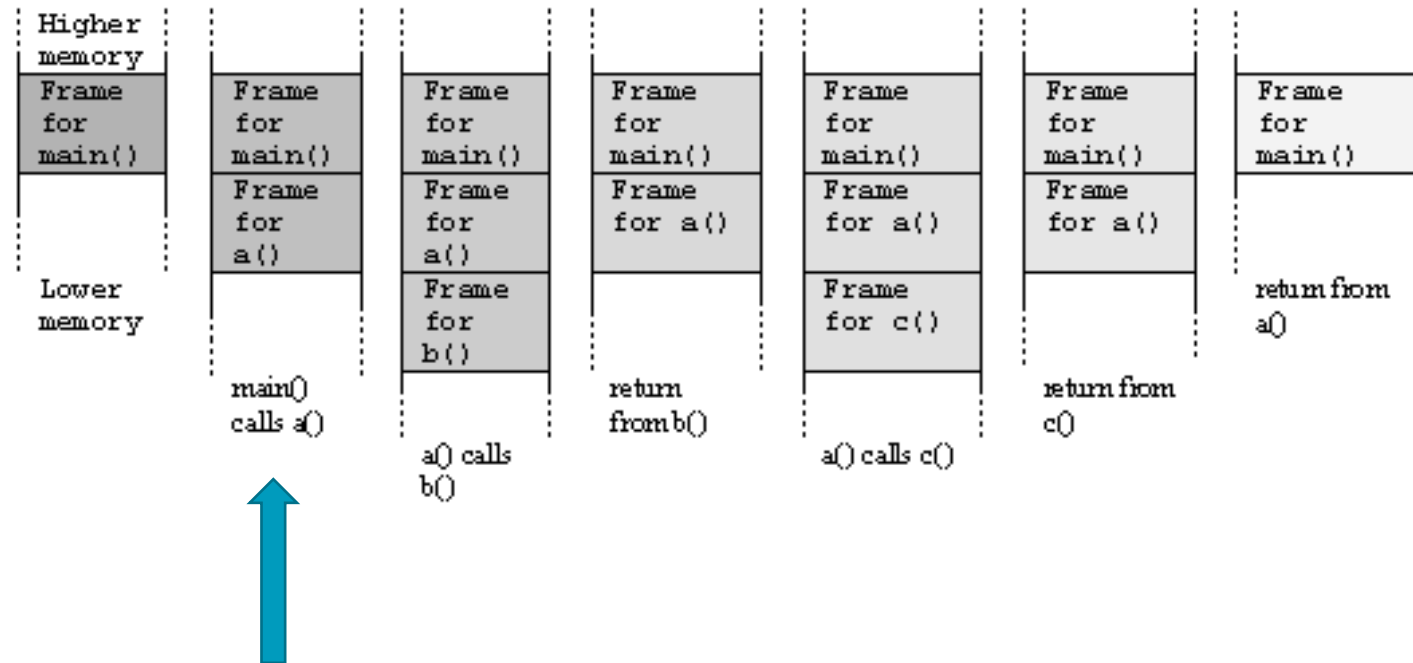 Higher
memory
Frame
for
main()
Lower
memory
Frame
for
main()
Frame
for
a()
main()
calls a()
Frame
for
main()
Frame
for
a()
Frame
for
b()
a() calls
b()
Frame
for
main()
Frame
for a()
return
from b()
Frame
for
main()
Frame
for a()
Frame
for c()
a() calls c()
Frame
for
main()
Frame
for a()
return from
c()
Frame
for
main()
return from
a()